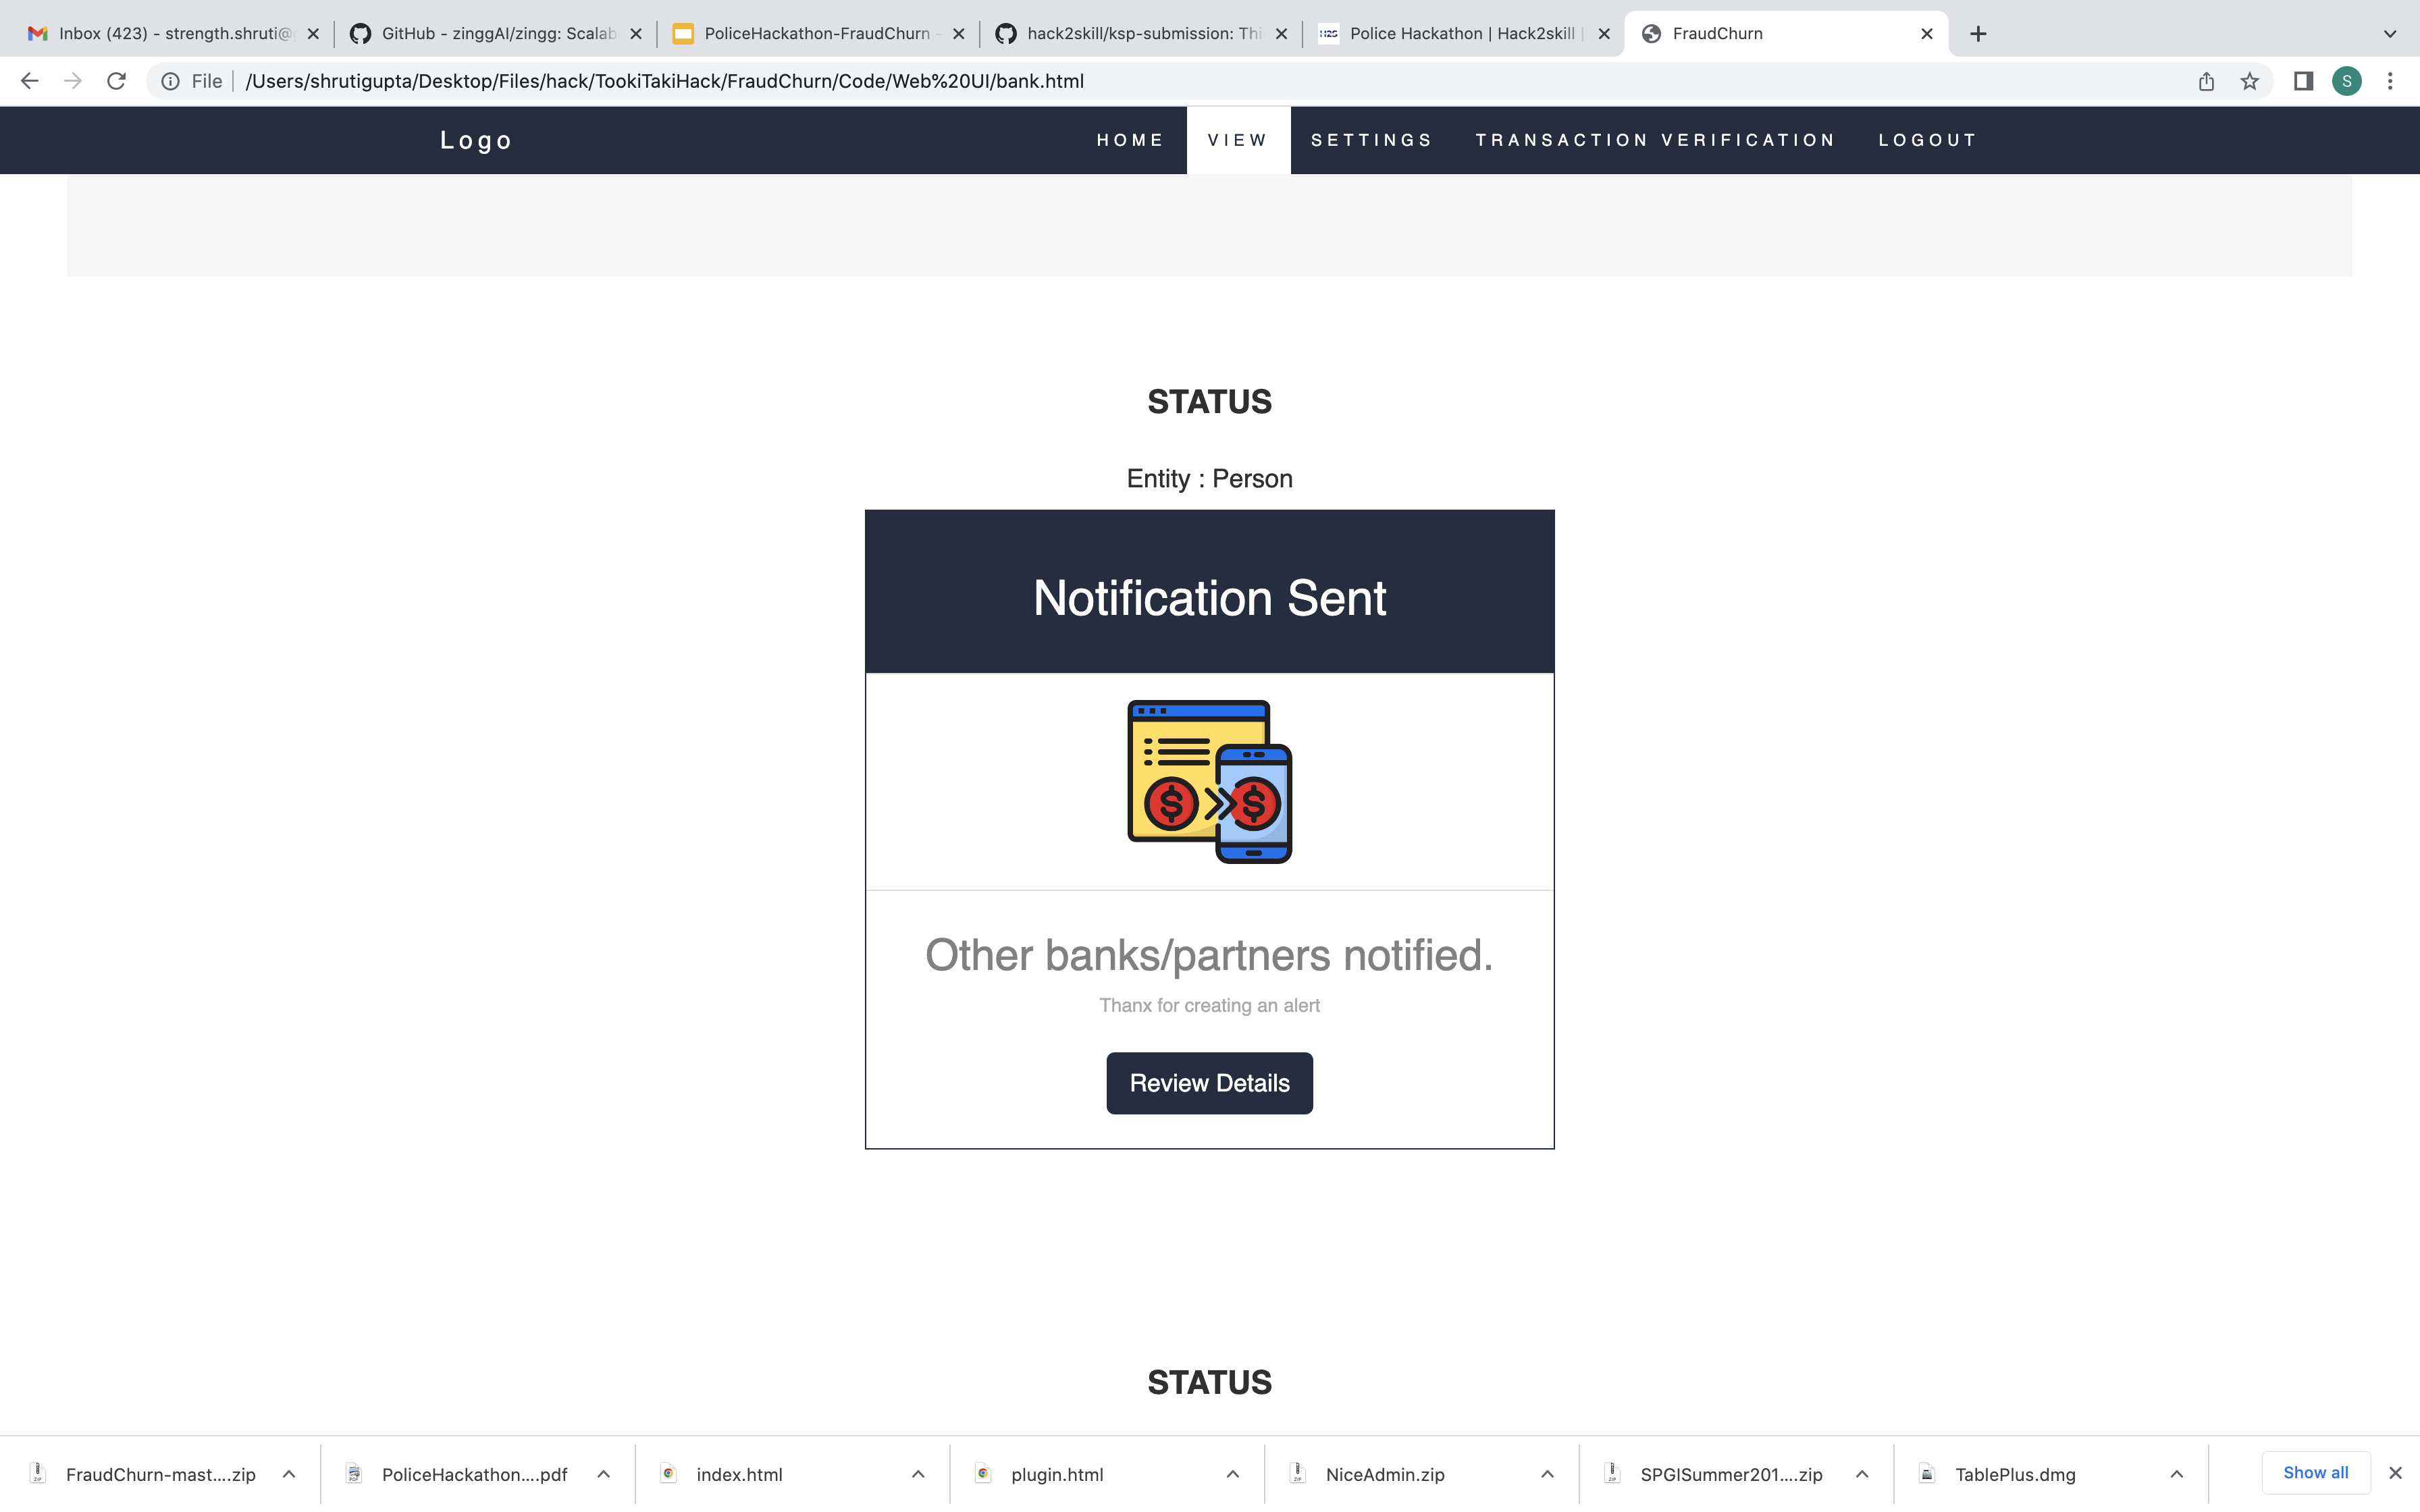 Inbox (423) - strength.shruti@
GitHub - zinggAI/zingg: Scalab
PoliceHackathon-FraudChurn -
hack2skill/ksp-submission: Thi
H2S
Police Hackathon | Hack2skill |
FraudChurn
File
/Users/shrutigupta/Desktop/Files/hack/TookiTakiHack/FraudChurn/Code/Web%20UI/bank.html
S
Logo
HOME
VIEW
SETTINGS
TRANSACTION VERIFICATION
LOGOUT
STATUS
Entity : Person
Notification Sent
$ $
Other banks/partners notified.
Thanx for creating an alert
Review Details
STATUS
FraudChurn-mast....zip
PoliceHackathon....pdf
index.html
plugin.html
NiceAdmin.zip
SPGISummer201....zip
TablePlus.dmg
Show all